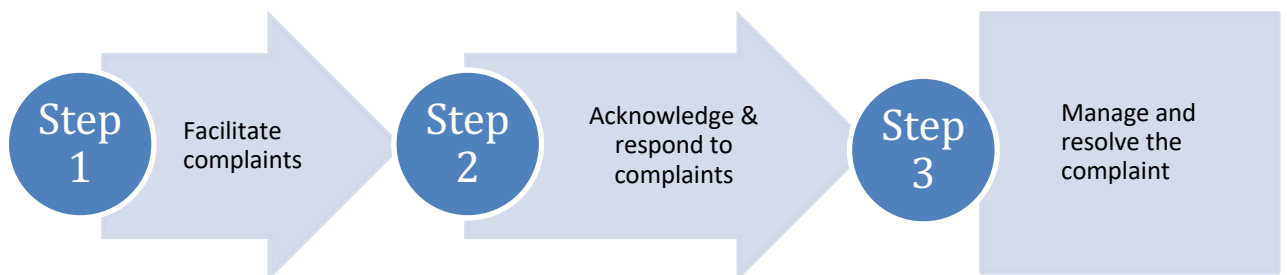 Step
1
Facilitate
complaints
Step
2
Acknowledge &
respond to
complaints
Step
3
Manage and
resolve the
complaint